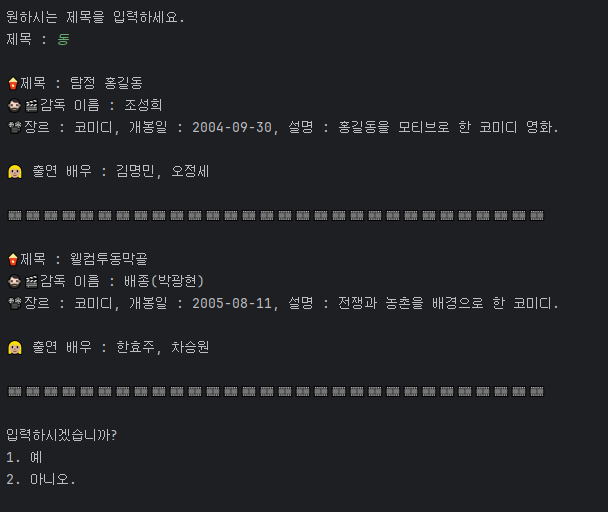 원하시는 제목을 입력하세요.
제목 : 동
🍿제목 : 탐정 홍길동
👨🏻‍🎬감독 이름 : 조성희
📽장르 : 코미디, 개봉일 : 2004-09-30, 설명 : 홍길동을 모티브로 한 코미디 영화.
👩🏼 출연 배우 : 김명민, 오정세
🍿제목 : 웰컴투동막골
👨🏻‍🎬감독 이름 : 배종(박광현)
📽장르 : 코미디, 개봉일 : 2005-08-11, 설명 : 전쟁과 농촌을 배경으로 한 코미디.
👩🏼 출연 배우 : 한효주, 차승원
입력하시겠습니까?
1. 예
2. 아니오.